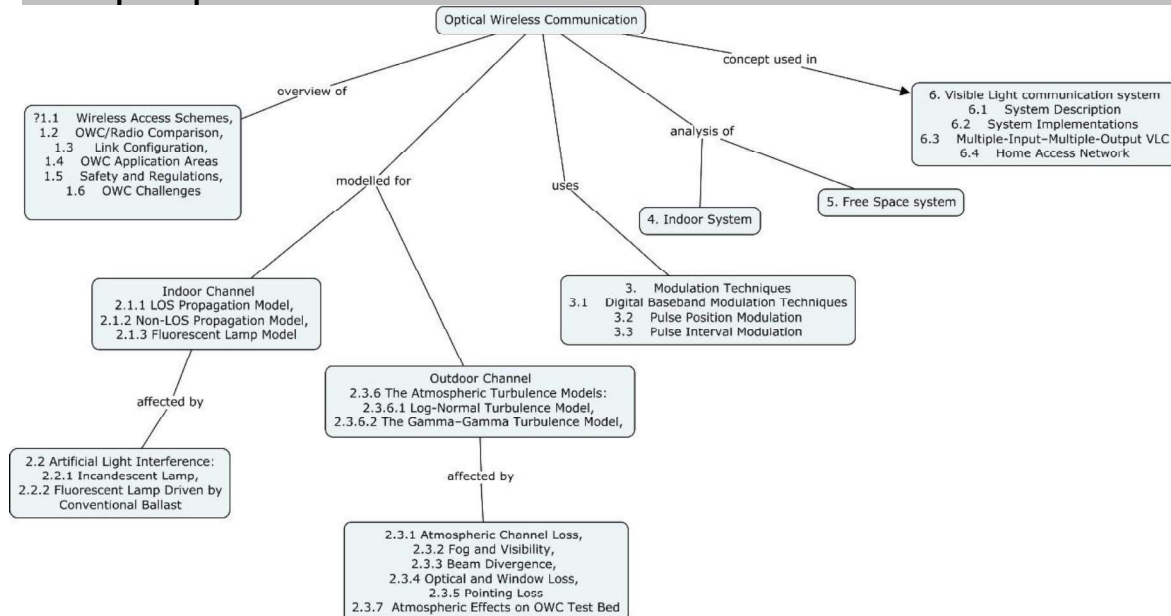 Optical Wireless Communication
concept used in
overview of
?1.1 Wireless Access Schemes,
1.2 OWC/Radio Comparison,
1.3 Link Configuration,
1.4 OWC Application Areas
1.5 Safety and Regulations,
1.6 OWC Challenges
6. Visible Light communication system
6.1 System Description
6.2 System Implementations
6.3 Multiple-Input–Multiple-Output VLC
6.4 Home Access Network
analysis of
modelled for
uses
4. Indoor System
5. Free Space system
Indoor Channel
2.1.1 LOS Propagation Model,
2.1.2 Non-LOS Propagation Model,
2.1.3 Fluorescent Lamp Model
3. Modulation Techniques
3.1 Digital Baseband Modulation Techniques
3.2 Pulse Position Modulation
3.3 Pulse Interval Modulation
Outdoor Channel
2.3.6 The Atmospheric Turbulence Models:
2.3.6.1 Log-Normal Turbulence Model,
2.3.6.2 The Gamma–Gamma Turbulence Model,
affected by
2.2 Artificial Light Interference:
2.2.1 Incandescent Lamp,
2.2.2 Fluorescent Lamp Driven by
Conventional Ballast
affected by
2.3.1 Atmospheric Channel Loss,
2.3.2 Fog and Visibility,
2.3.3 Beam Divergence,
2.3.4 Optical and Window Loss,
2.3.5 Pointing Loss
2.3.7 Atmospheric Effects on OWC Test Bed